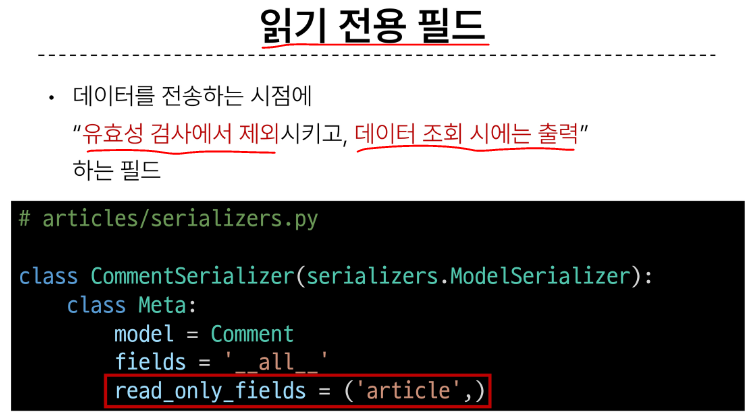 읽기 전용 필드
• 데이터를 전송하는 시점에
“유효성 검사에서 제외시키고, 데이터 조회 시에는 출력”
하는 필드
# articles/serializers.py
class CommentSerializer(serializers.ModelSerializer):
    class Meta:
        model = Comment
        fields = '__all__'
        read_only_fields = ('article',)